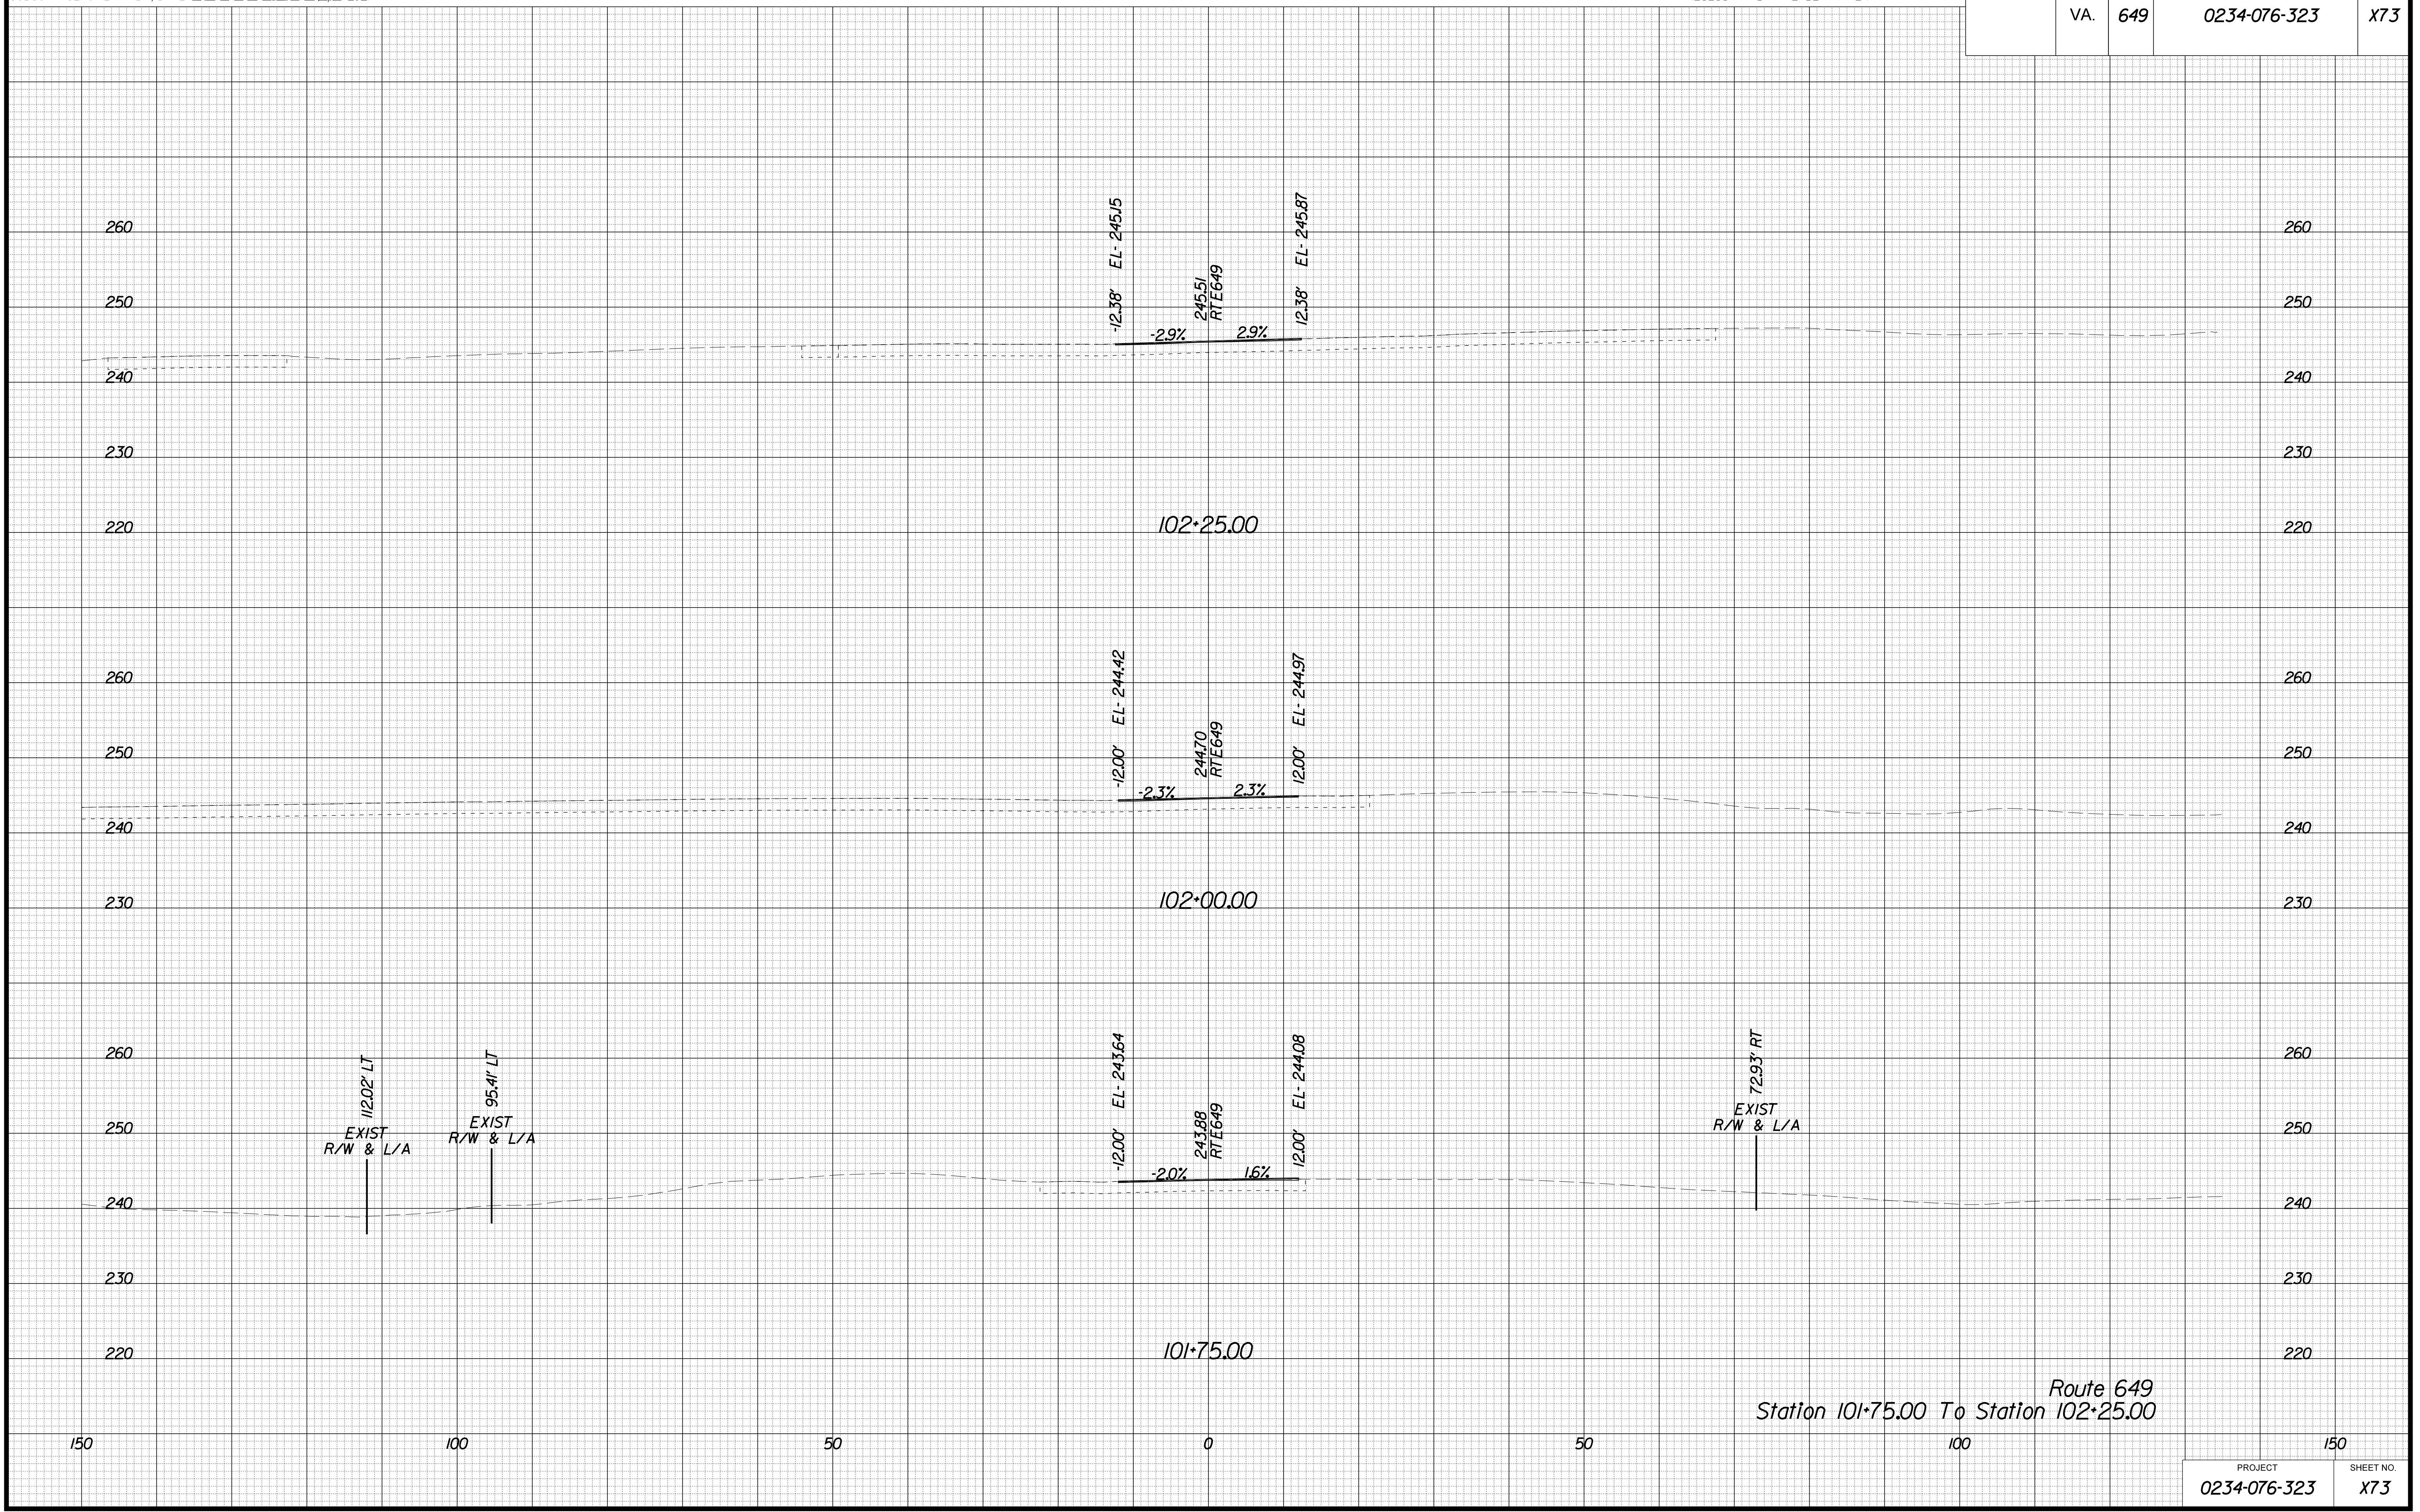 VA. 649 0234-076-323 X73
-12.38' EL- 245.15
245.51
RTE649
12.38' EL- 245.87
260 260
250 250
-2.9% 2.9%
240 240
230 230
220 220
102+25.00
-12.00' EL- 244.42
244.70
RTE649
12.00' EL- 244.97
260 260
250 250
-2.3% 2.3%
240 240
230 230
102+00.00
-12.00' EL- 243.64
243.88
RTE649
12.00' EL- 244.08
260 260
112.02' LT
EXIST
R/W & L/A
95.41' LT
EXIST
R/W & L/A
72.93' RT
EXIST
R/W & L/A
250 250
-2.0% 1.6%
240 240
230 230
220 220
101+75.00
Route 649
Station 101+75.00 To Station 102+25.00
150 100 50 0 50 100 150
PROJECT SHEET NO.
0234-076-323 X73